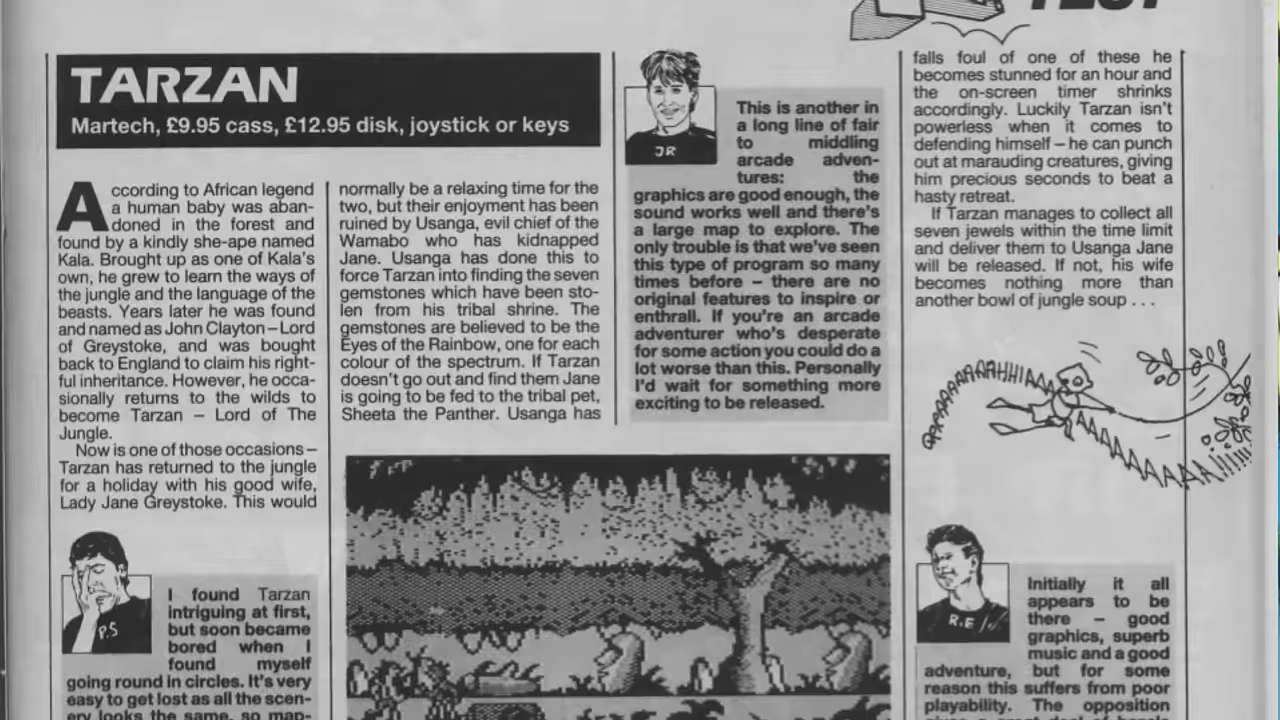 TEST
TARZAN
Martech, £9.95 cass, £12.95 disk, joystick or keys
According to African legend
a human baby was aban-
doned in the forest and
found by a kindly she-ape named
Kala. Brought up as one of Kala's
own, he grew to learn the ways of
the jungle and the language of the
beasts. Years later he was found
and named as John Clayton – Lord
of Greystoke, and was bought
back to England to claim his right-
ful inheritance. However, he occa-
sionally returns to the wilds to
become Tarzan – Lord of The
Jungle.
Now is one of those occasions –
Tarzan has returned to the jungle
for a holiday with his good wife,
Lady Jane Greystoke. This would
P.S
I found Tarzan
intriguing at first,
but soon became
bored when I
found myself
going round in circles. It's very
easy to get lost as all the scen-
ery looks the same, so map-
normally be a relaxing time for the
two, but their enjoyment has been
ruined by Usanga, evil chief of the
Wamabo who has kidnapped
Jane. Usanga has done this to
force Tarzan into finding the seven
gemstones which have been sto-
len from his tribal shrine. The
gemstones are believed to be the
Eyes of the Rainbow, one for each
colour of the spectrum. If Tarzan
doesn't go out and find them Jane
is going to be fed to the tribal pet,
Sheeta the Panther. Usanga has
JR
This is another in
a long line of fair
to middling
arcade adven-
tures: the
graphics are good enough, the
sound works well and there's
a large map to explore. The
only trouble is that we've seen
this type of program so many
times before – there are no
original features to inspire or
enthrall. If you're an arcade
adventurer who's desperate
for some action you could do a
lot worse than this. Personally
I'd wait for something more
exciting to be released.
falls foul of one of these he
becomes stunned for an hour and
the on-screen timer shrinks
accordingly. Luckily Tarzan isn't
powerless when it comes to
defending himself – he can punch
out at marauding creatures, giving
him precious seconds to beat a
hasty retreat.
If Tarzan manages to collect all
seven jewels within the time limit
and deliver them to Usanga Jane
will be released. If not, his wife
becomes nothing more than
another bowl of jungle soup . . .
R.E
Initially it all
appears to be
there – good
graphics, superb
music and a good
adventure, but for some
reason this suffers from poor
playability. The opposition